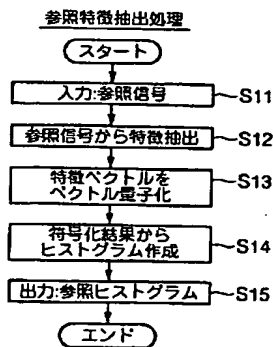 参照特徴抽出処理
スタート
入力:参照信号
S11
参照信号から特徴抽出
S12
特徴ベクトルを
ベクトル量子化
S13
符号化結果から
ヒストグラム作成
S14
出力:参照ヒストグラム
S15
エンド